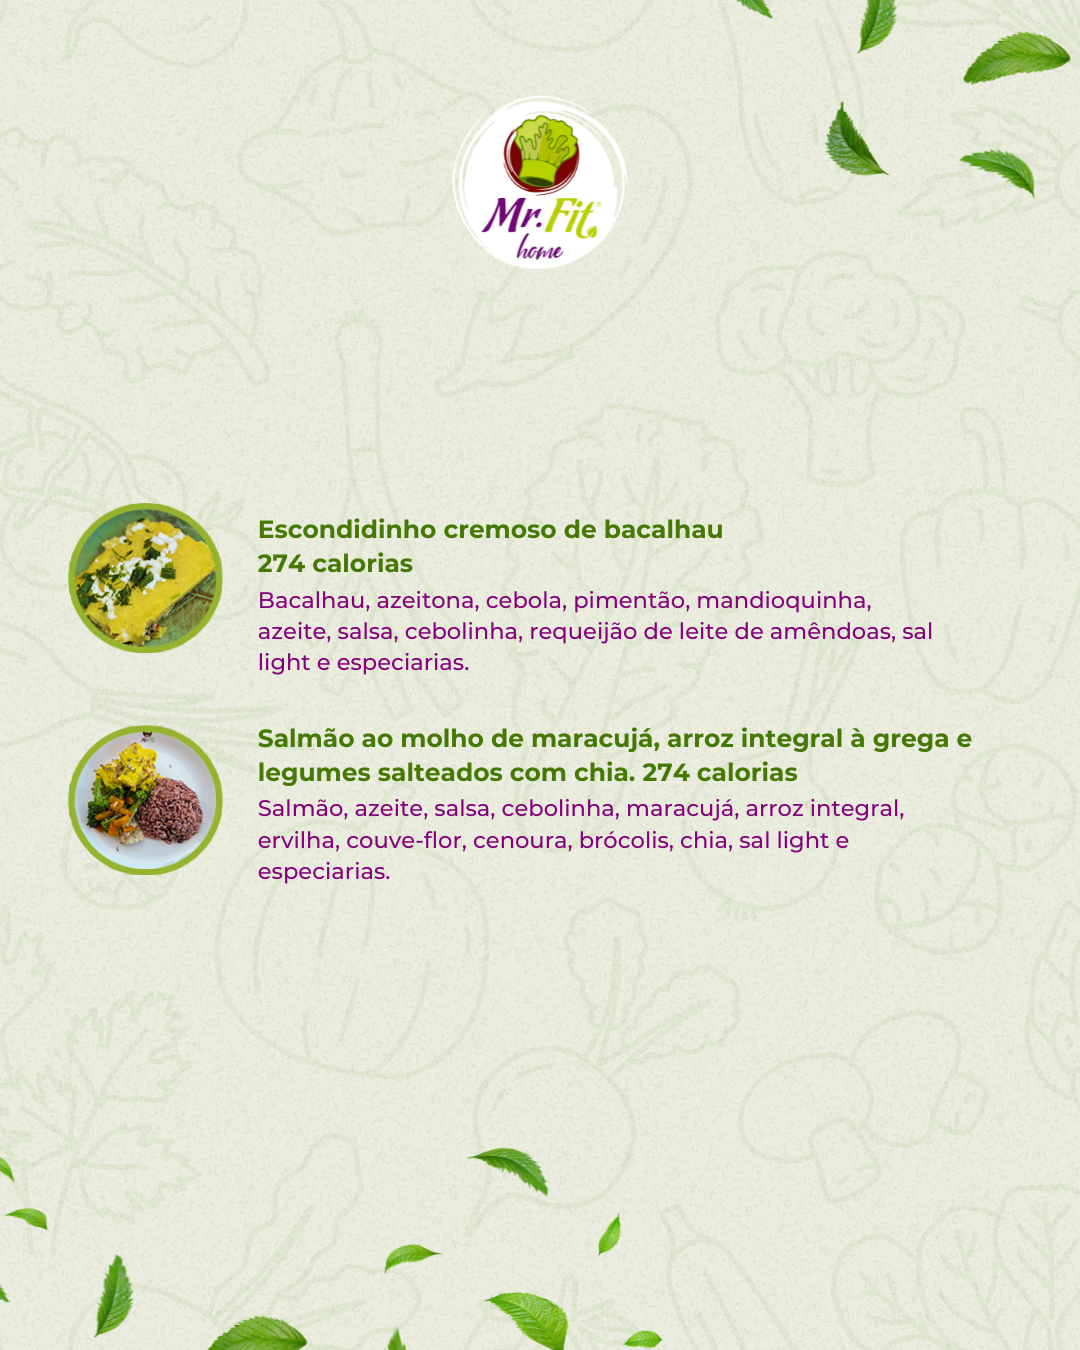 Mr.Fit®
home
Escondidinho cremoso de bacalhau
274 calorias
Bacalhau, azeitona, cebola, pimentão, mandioquinha,
azeite, salsa, cebolinha, requeijão de leite de amêndoas, sal
light e especiarias.
Salmão ao molho de maracujá, arroz integral à grega e
legumes salteados com chia. 274 calorias
Salmão, azeite, salsa, cebolinha, maracujá, arroz integral,
ervilha, couve-flor, cenoura, brócolis, chia, sal light e
especiarias.